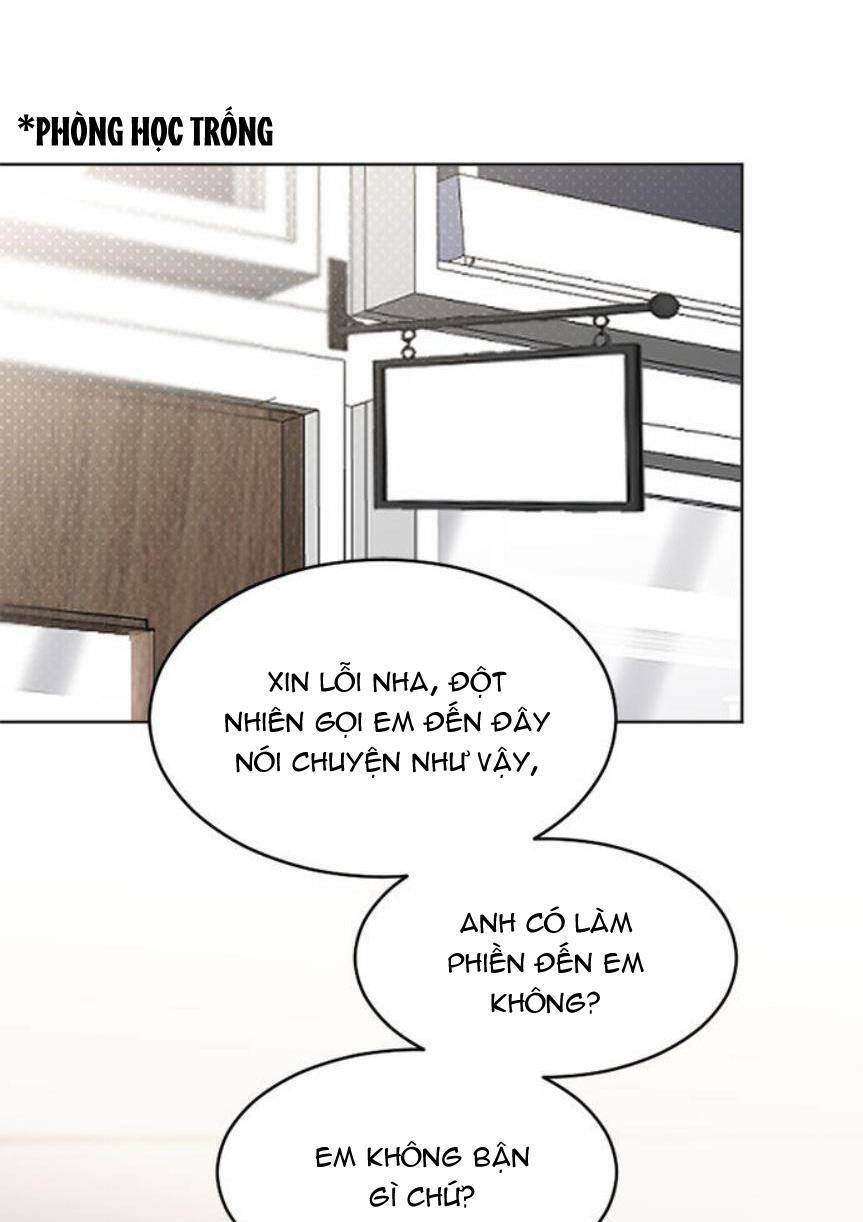 *PHÒNG HỌC TRỐNG
XIN LỖI NHA, ĐỘT
NHIÊN GỌI EM ĐẾN ĐÂY
NÓI CHUYỆN NHƯ VẬY,
ANH CÓ LÀM
PHIỀN ĐẾN EM
KHÔNG?
EM KHÔNG BẬN
GÌ CHỨ?